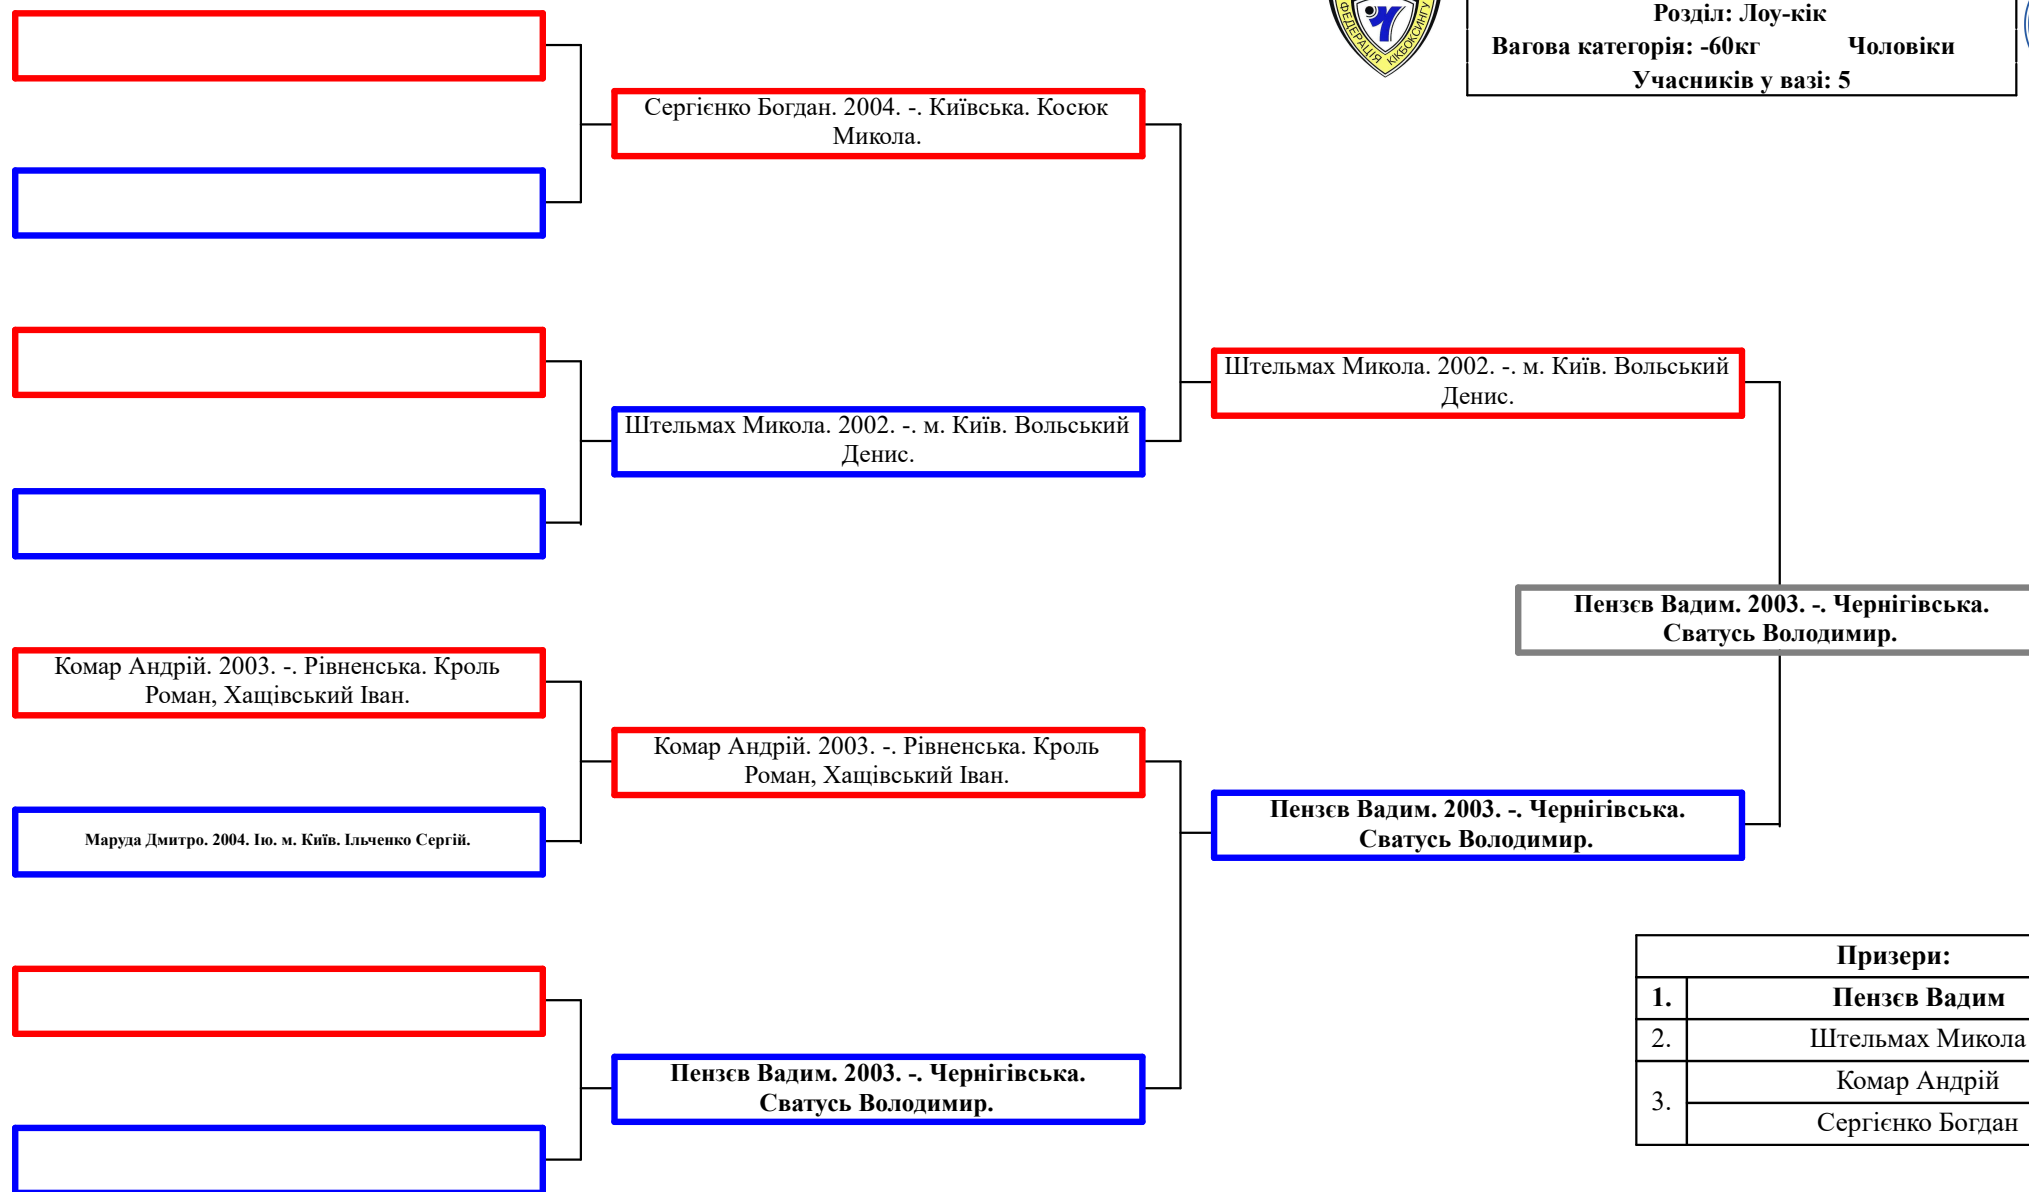 ФЕДЕРАЦІЯ КІКБОКСИНГУ
Розділ: Лоу-кік
Вагова категорія: -60кг Чоловіки
Учасників у вазі: 5
Сергієнко Богдан. 2004. -. Київська. Косюк
Микола.
Штельмах Микола. 2002. -. м. Київ. Вольський
Денис.
Штельмах Микола. 2002. -. м. Київ. Вольський
Денис.
Пензєв Вадим. 2003. -. Чернігівська.
Сватусь Володимир.
Комар Андрій. 2003. -. Рівненська. Кроль
Роман, Хащівський Іван.
Комар Андрій. 2003. -. Рівненська. Кроль
Роман, Хащівський Іван.
Пензєв Вадим. 2003. -. Чернігівська.
Сватусь Володимир.
Маруда Дмитро. 2004. Ію. м. Київ. Ільченко Сергій.
Пензєв Вадим. 2003. -. Чернігівська.
Сватусь Володимир.
Призери:
1. Пензєв Вадим
2. Штельмах Микола
3. Комар Андрій
Сергієнко Богдан